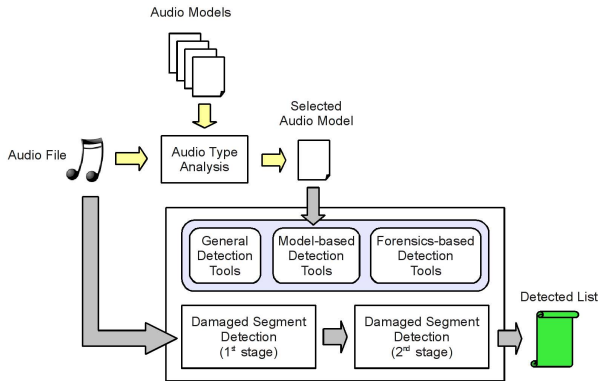 Audio Models
Selected
Audio Model
Audio File
Audio Type
Analysis
General
Detection
Tools
Model-based
Detection
Tools
Forensics-based
Detection
Tools
Detected List
Damaged Segment
Detection
(1st stage)
Damaged Segment
Detection
(2nd stage)